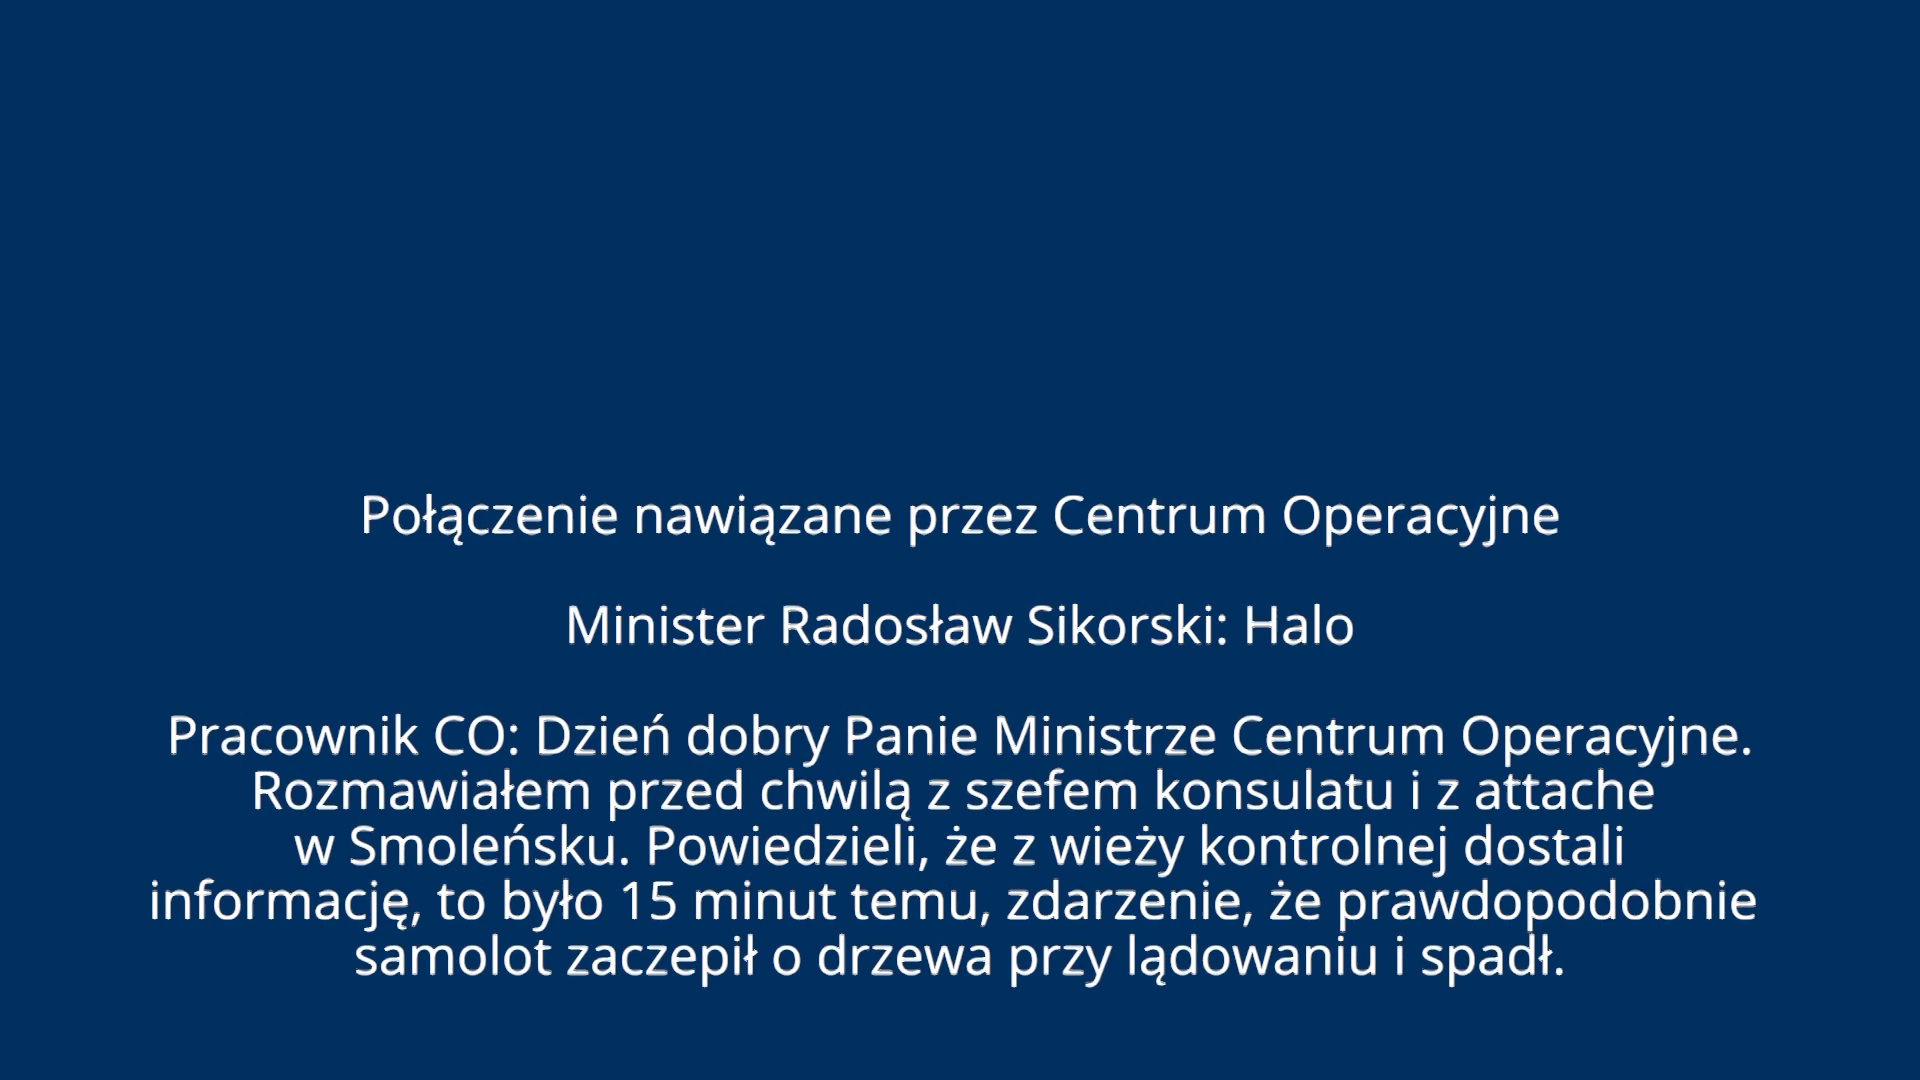 Połączenie nawiązane przez Centrum Operacyjne
Minister Radosław Sikorski: Halo
Pracownik CO: Dzień dobry Panie Ministrze Centrum Operacyjne.
Rozmawiałem przed chwilą z szefem konsulatu i z attache
w Smoleńsku. Powiedzieli, że z wieży kontrolnej dostali
informację, to było 15 minut temu, zdarzenie, że prawdopodobnie
samolot zaczepił o drzewa przy lądowaniu i spadł.